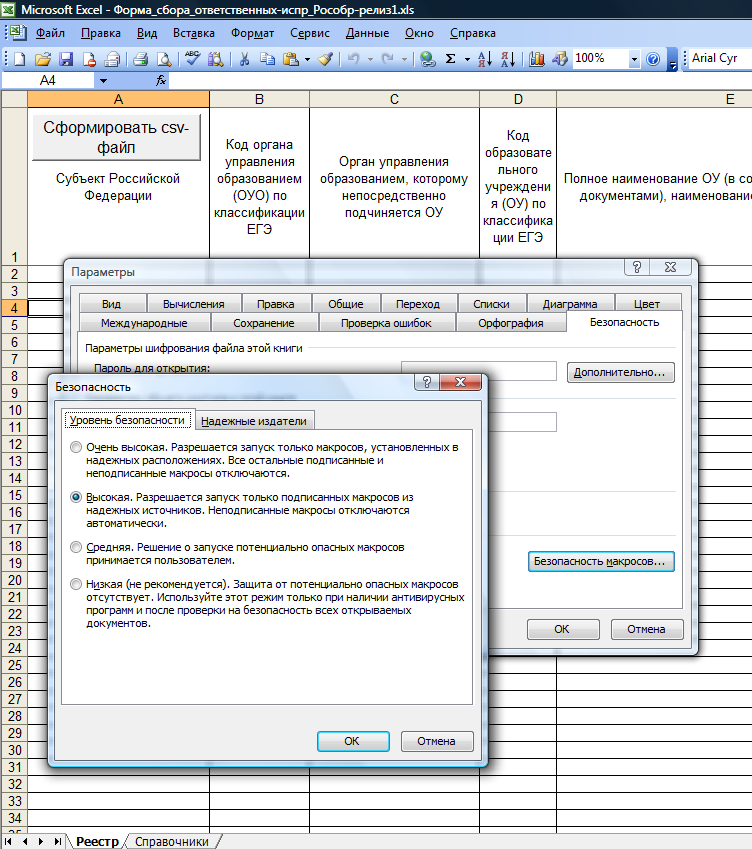 Microsoft Excel - Форма_сбора_ответственных-испр_Рособр-релиз1.xls
Файл Правка Вид Вставка Формат Сервис Данные Окно Справка
100% Arial Cyr
A4 fx
A B C D E
1
Сформировать csv-
файл
Субъект Российской
Федерации
Код органа
управления
образованием
(ОУО) по
классификации
ЕГЭ
Орган управления
образованием, которому
непосредственно
подчиняется ОУ
Код
образовате
льного
учреждени
я (ОУ) по
классифика
ции ЕГЭ
Полное наименование ОУ (в со
документами), наименование
2
3
4
5
6
7
8
9
10
11
12
13
14
15
16
17
18
19
20
21
22
23
24
25
26
27
28
29
30
31
32
33
34
Параметры
Вид Вычисления Правка Общие Переход Списки Диаграмма Цвет
Международные Сохранение Проверка ошибок Орфография Безопасность
Параметры шифрования файла этой книги
Пароль для открытия:
Дополнительно...
Безопасность макросов...
ОК Отмена
Безопасность
Уровень безопасности Надежные издатели
Очень высокая. Разрешается запуск только макросов, установленных в
надежных расположениях. Все остальные подписанные и
неподписанные макросы отключаются.
Высокая. Разрешается запуск только подписанных макросов из
надежных источников. Неподписанные макросы отключаются
автоматически.
Средняя. Решение о запуске потенциально опасных макросов
принимается пользователем.
Низкая (не рекомендуется). Защита от потенциально опасных макросов
отсутствует. Используйте этот режим только при наличии антивирусных
программ и после проверки на безопасность всех открываемых
документов.
ОК Отмена
Реестр Справочники